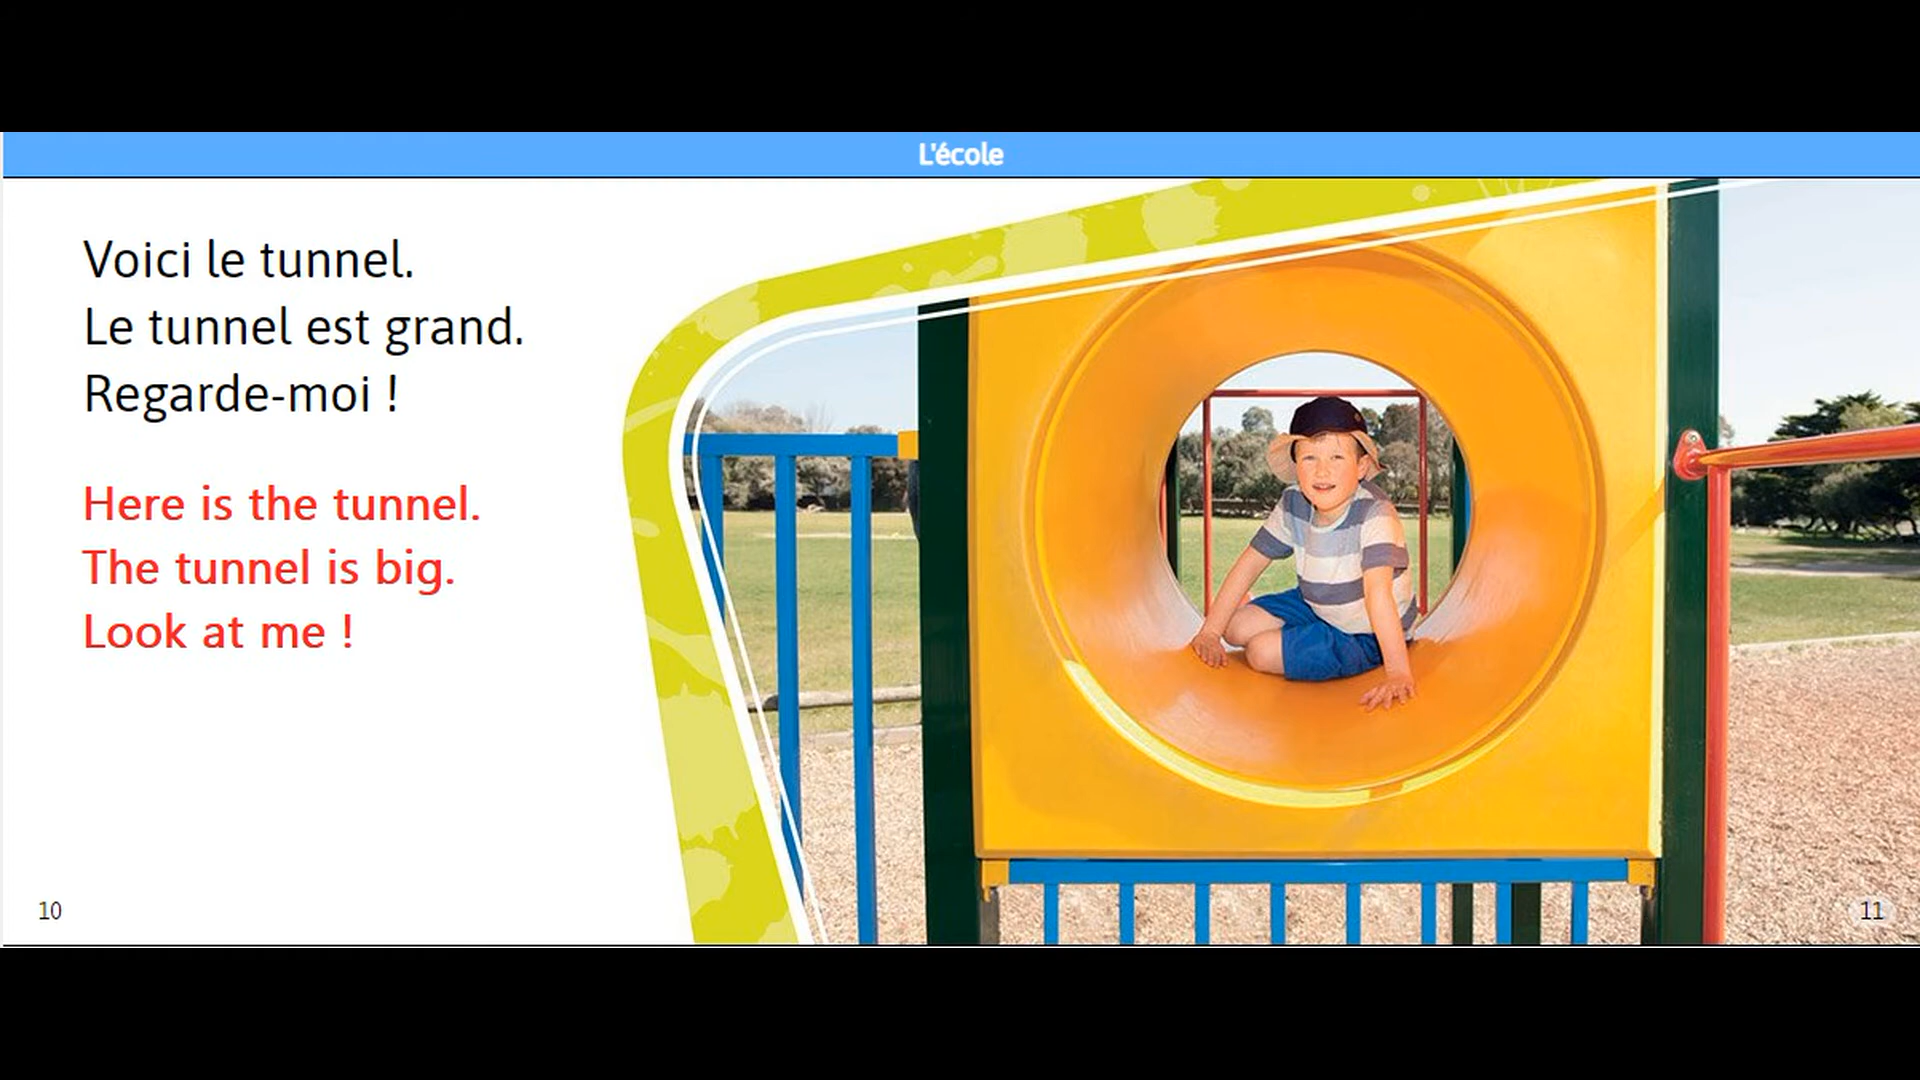 L'école
Voici le tunnel.
Le tunnel est grand.
Regarde-moi !
Here is the tunnel.
The tunnel is big.
Look at me !
10
11